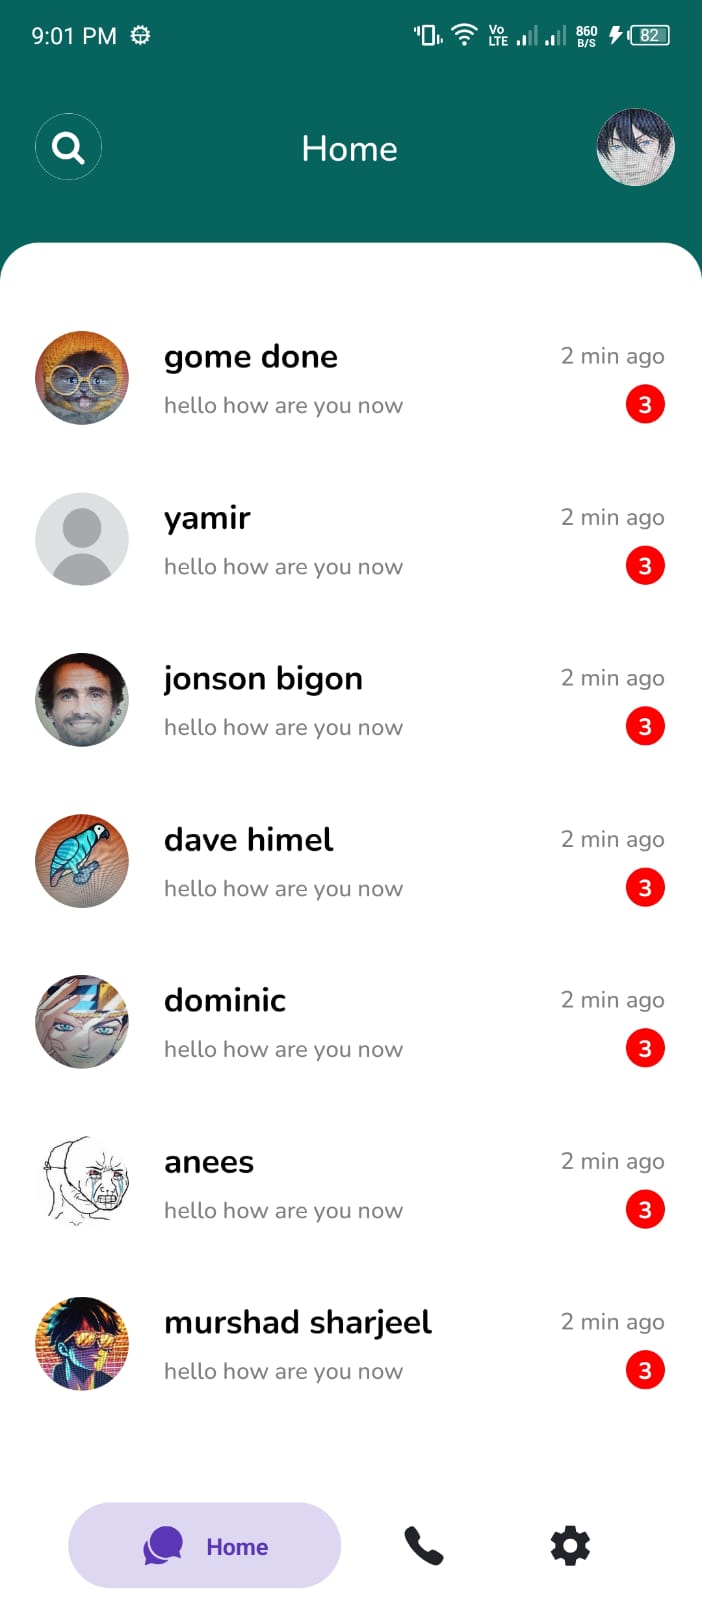 9:01 PM Vo LTE 860 B/S 82
Home
gome done 2 min ago
hello how are you now 3
yamir 2 min ago
hello how are you now 3
jonson bigon 2 min ago
hello how are you now 3
dave himel 2 min ago
hello how are you now 3
dominic 2 min ago
hello how are you now 3
anees 2 min ago
hello how are you now 3
murshad sharjeel 2 min ago
hello how are you now 3
Home